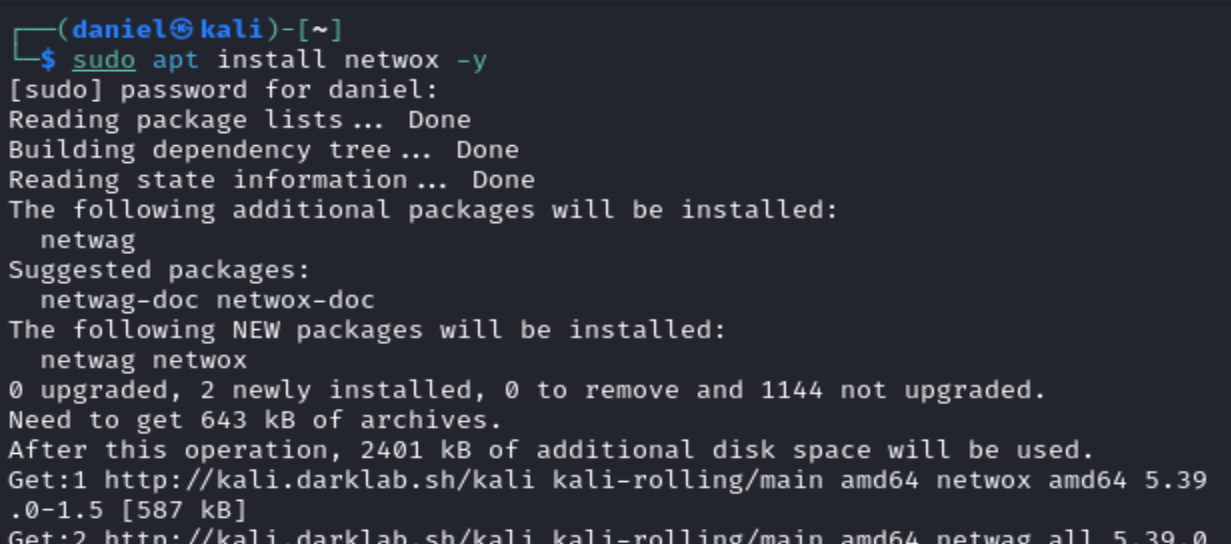 ┌──(daniel㉿kali)-[~]
└─$ sudo apt install netwox -y
[sudo] password for daniel:
Reading package lists... Done
Building dependency tree... Done
Reading state information... Done
The following additional packages will be installed:
  netwag
Suggested packages:
  netwag-doc netwox-doc
The following NEW packages will be installed:
  netwag netwox
0 upgraded, 2 newly installed, 0 to remove and 1144 not upgraded.
Need to get 643 kB of archives.
After this operation, 2401 kB of additional disk space will be used.
Get:1 http://kali.darklab.sh/kali kali-rolling/main amd64 netwox amd64 5.39
.0-1.5 [587 kB]
Get:2 http://kali.darklab.sh/kali kali-rolling/main amd64 netwag all 5.39.0